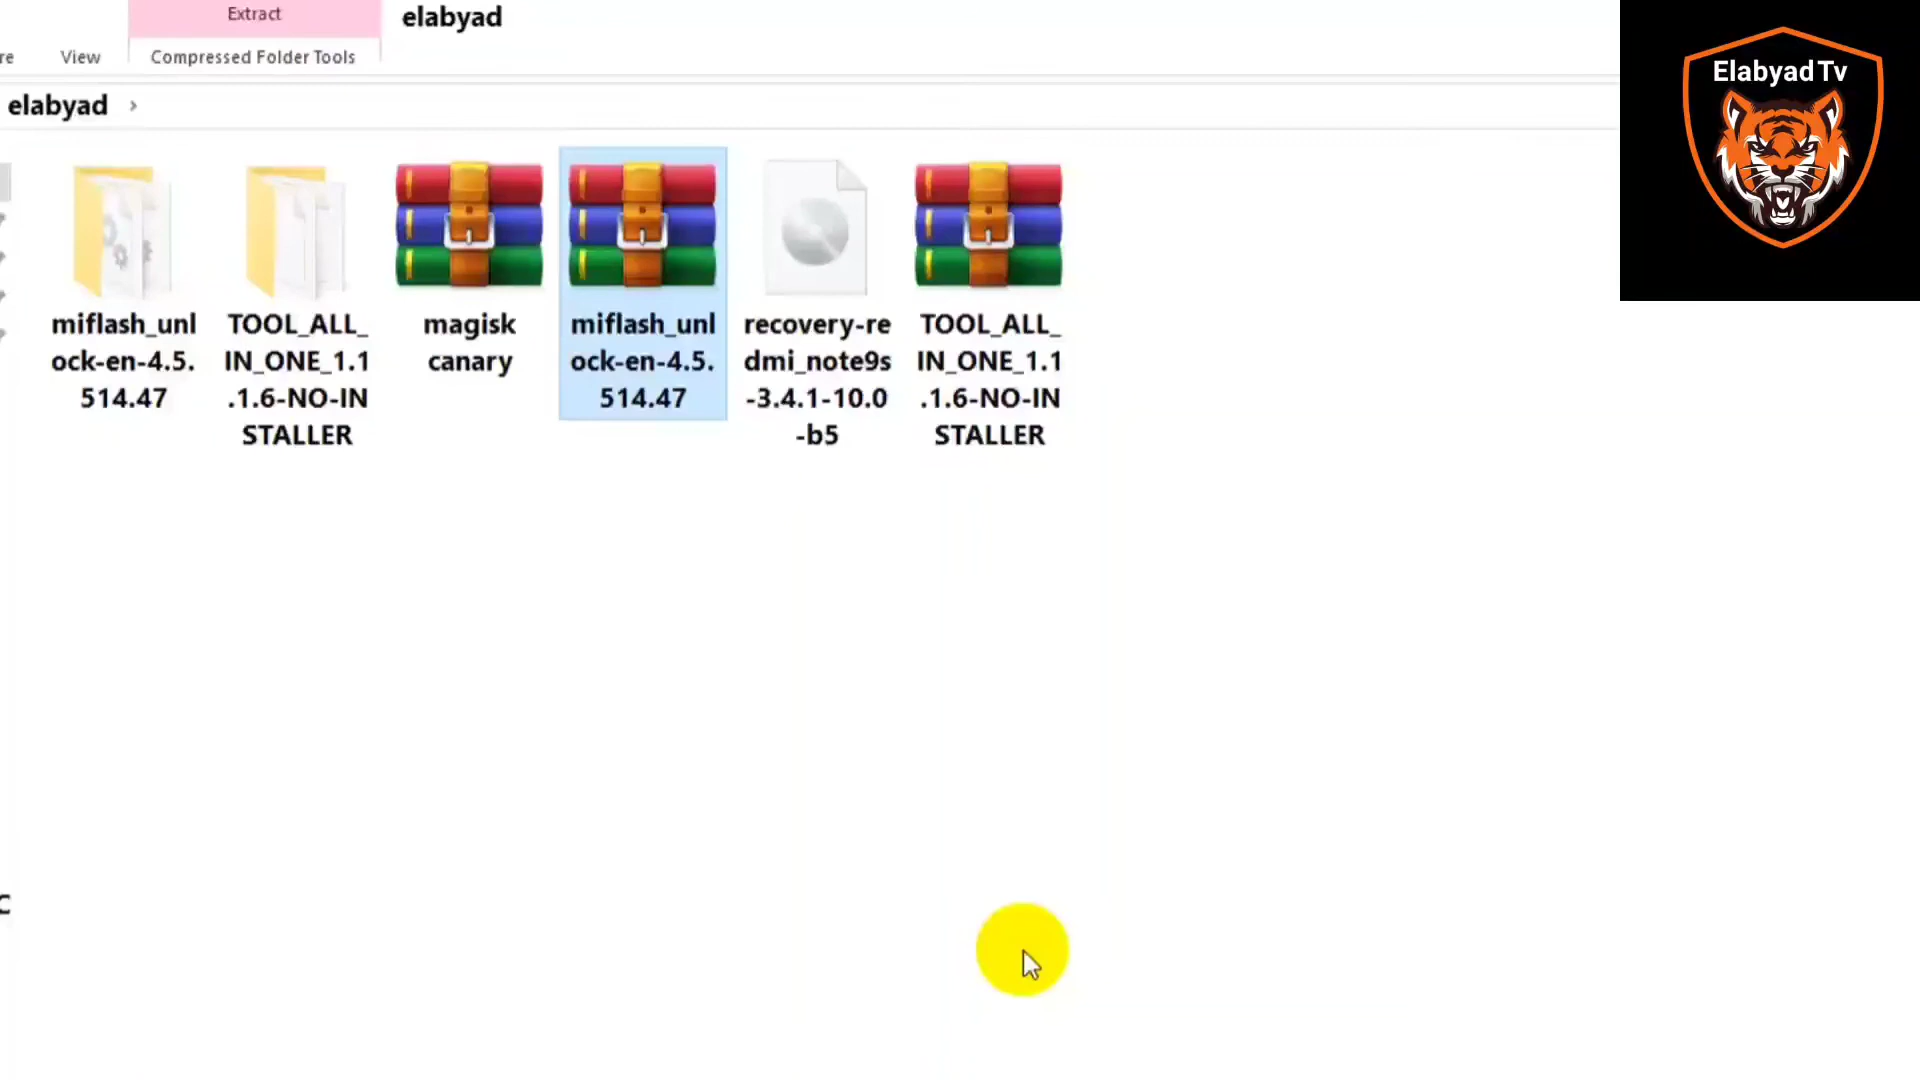 Extract
elabyad
View
Compressed Folder Tools
elabyad
Elabyad Tv
miflash_unl
ock-en-4.5.
514.47
TOOL_ALL_
IN_ONE_1.1
.1.6-NO-IN
STALLER
magisk
canary
miflash_unl
ock-en-4.5.
514.47
recovery-re
dmi_note9s
-3.4.1-10.0
-b5
TOOL_ALL_
IN_ONE_1.1
.1.6-NO-IN
STALLER